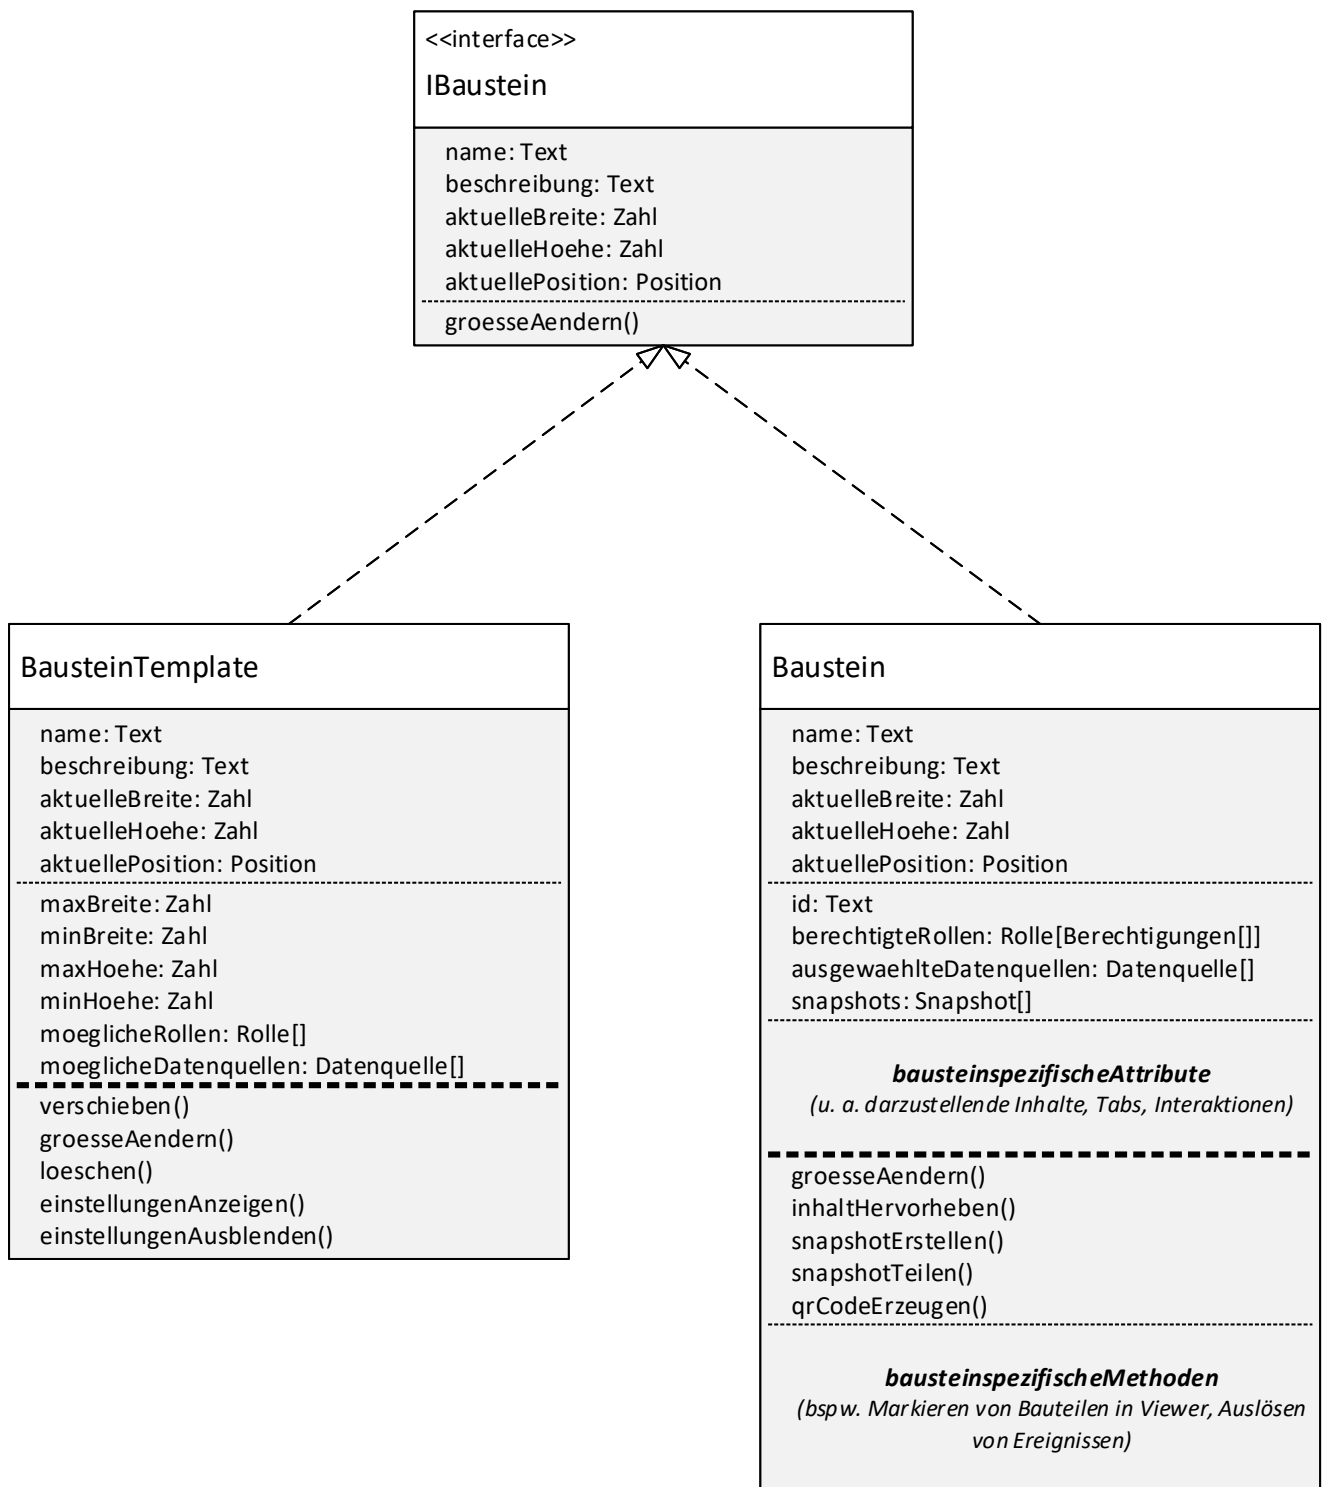 <<interface>>
IBaustein
name: Text
beschreibung: Text
aktuelleBreite: Zahl
aktuelleHoehe: Zahl
aktuellePosition: Position
groesseAendern()
BausteinTemplate
name: Text
beschreibung: Text
aktuelleBreite: Zahl
aktuelleHoehe: Zahl
aktuellePosition: Position
maxBreite: Zahl
minBreite: Zahl
maxHoehe: Zahl
minHoehe: Zahl
moeglicheRollen: Rolle[]
moeglicheDatenquellen: Datenquelle[]
verschieben()
groesseAendern()
loeschen()
einstellungenAnzeigen()
einstellungenAusblenden()
Baustein
name: Text
beschreibung: Text
aktuelleBreite: Zahl
aktuelleHoehe: Zahl
aktuellePosition: Position
id: Text
berechtigteRollen: Rolle[Berechtigungen[]]
ausgewaehlteDatenquellen: Datenquelle[]
snapshots: Snapshot[]
bausteinspezifischeAttribute
(u. a. darzustellende Inhalte, Tabs, Interaktionen)
groesseAendern()
inhaltHervorheben()
snapshotErstellen()
snapshotTeilen()
qrCodeErzeugen()
bausteinspezifischeMethoden
(bspw. Markieren von Bauteilen in Viewer, Auslösen
von Ereignissen)